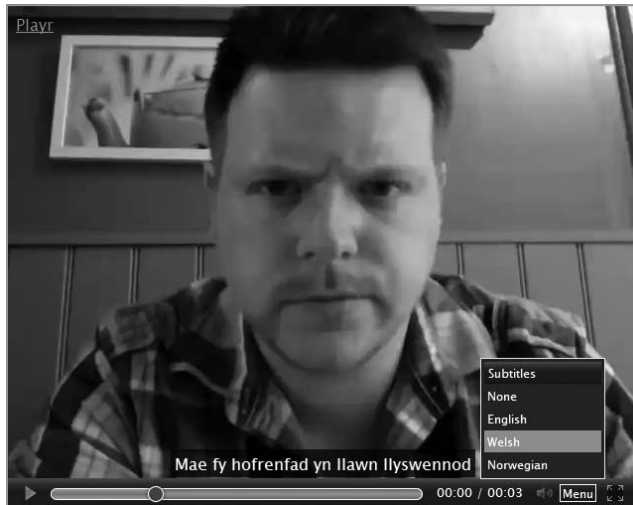 Playr
Subtitles
None
English
Welsh
Norwegian
Mae fy hofrenfad yn llawn llyswennod
00:00 / 00:03
Menu